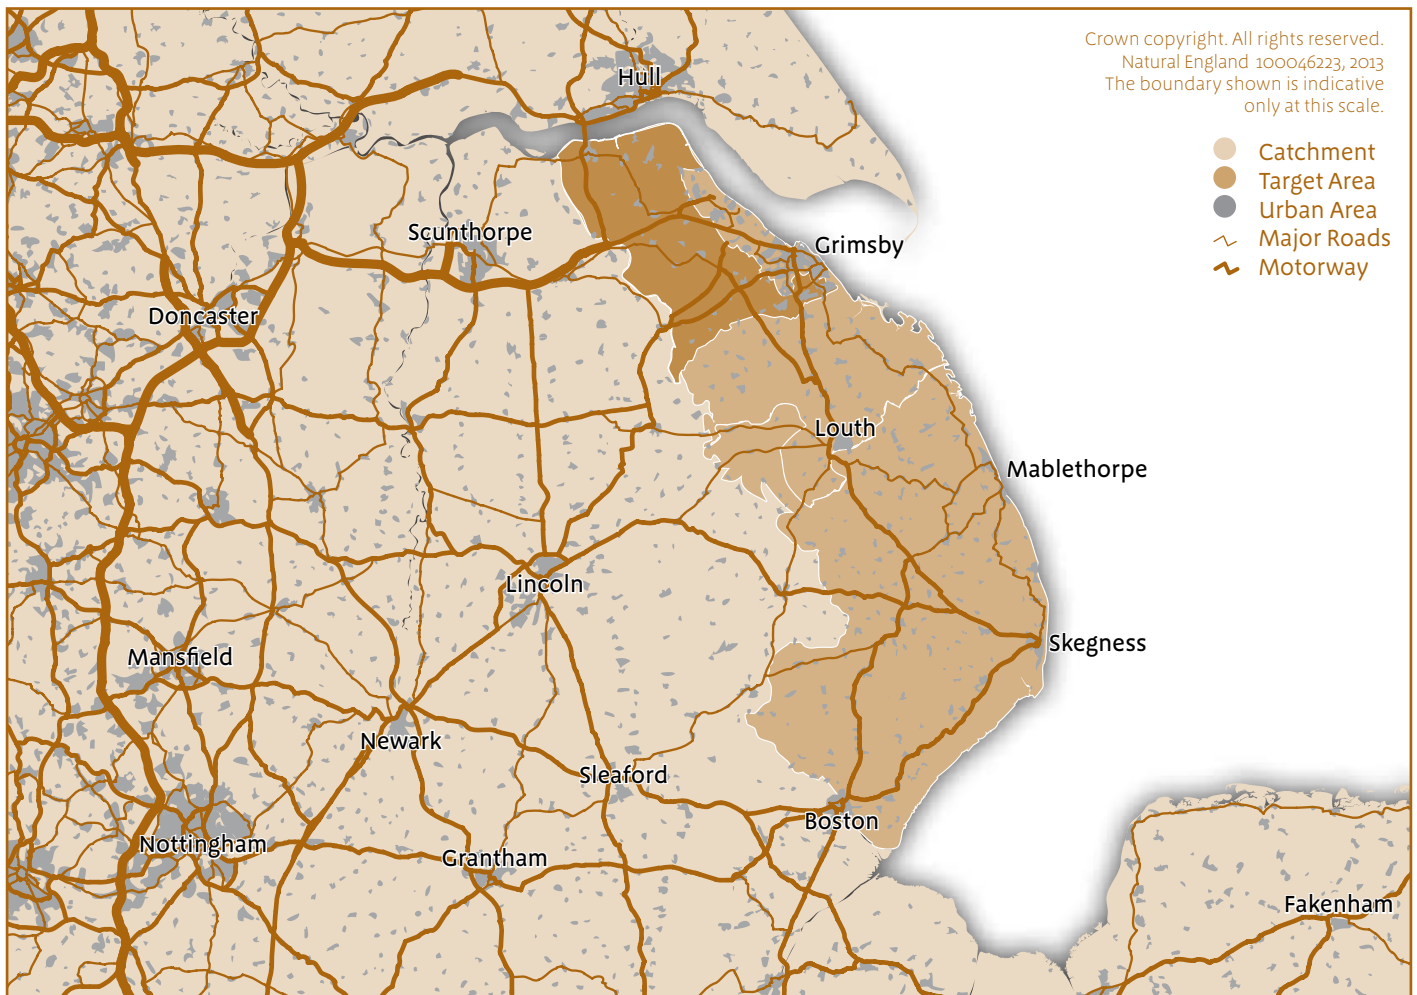 Crown copyright. All rights reserved.
Natural England 100046223, 2013
The boundary shown is indicative
only at this scale.
Catchment
Target Area
Urban Area
Major Roads
Motorway
Hull
Scunthorpe
Grimsby
Doncaster
Louth
Mablethorpe
Lincoln
Skegness
Mansfield
Newark
Sleaford
Boston
Nottingham
Grantham
Fakenham